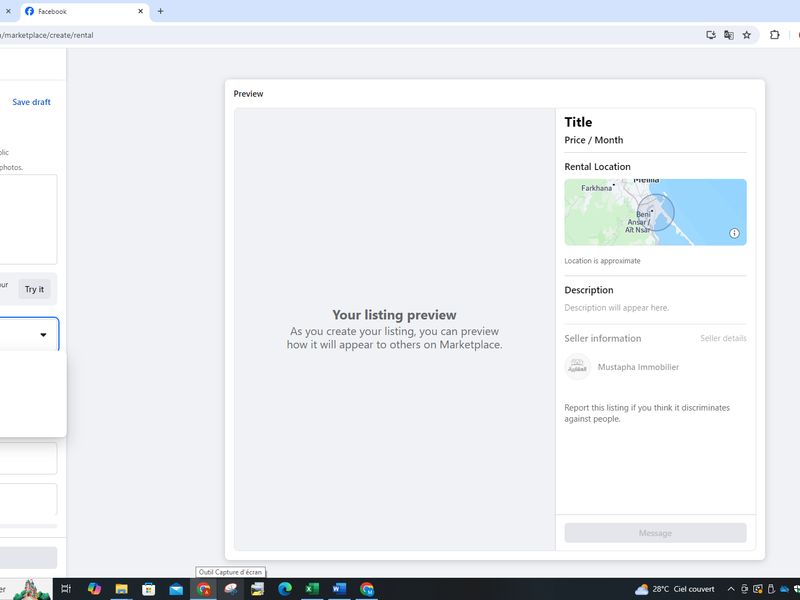 Facebook
/marketplace/create/rental
Save draft
blic
photos.
our
Try it
Preview
Your listing preview
As you create your listing, you can preview
how it will appear to others on Marketplace.
Title
Price / Month
Rental Location
Melilla
Farkhana
Beni
Ansar /
Aït Nsar
Location is approximate
Description
Description will appear here.
Seller information
Seller details
العقارية
Mustapha Immobilier
Report this listing if you think it discriminates
against people.
Message
Outil Capture d'écran
er
28°C Ciel couvert